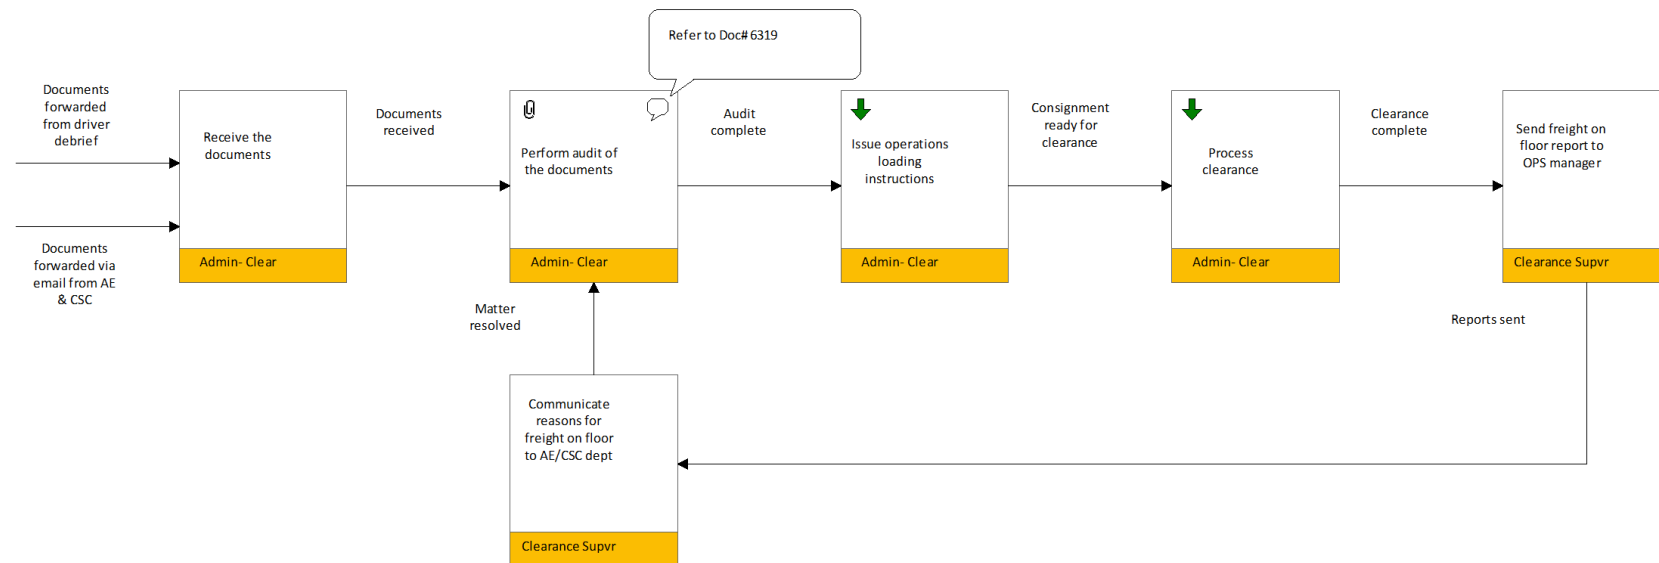 Refer to Doc# 6319
Documents
forwarded
from driver
debrief
Receive the
documents
Admin- Clear
Documents
forwarded via
email from AE
& CSC
Documents
received
Perform audit of
the documents
Admin- Clear
Audit
complete
Issue operations
loading
instructions
Admin- Clear
Consignment
ready for
clearance
Process
clearance
Admin- Clear
Clearance
complete
Send freight on
floor report to
OPS manager
Clearance Supvr
Reports sent
Matter
resolved
Communicate
reasons for
freight on floor
to AE/CSC dept
Clearance Supvr